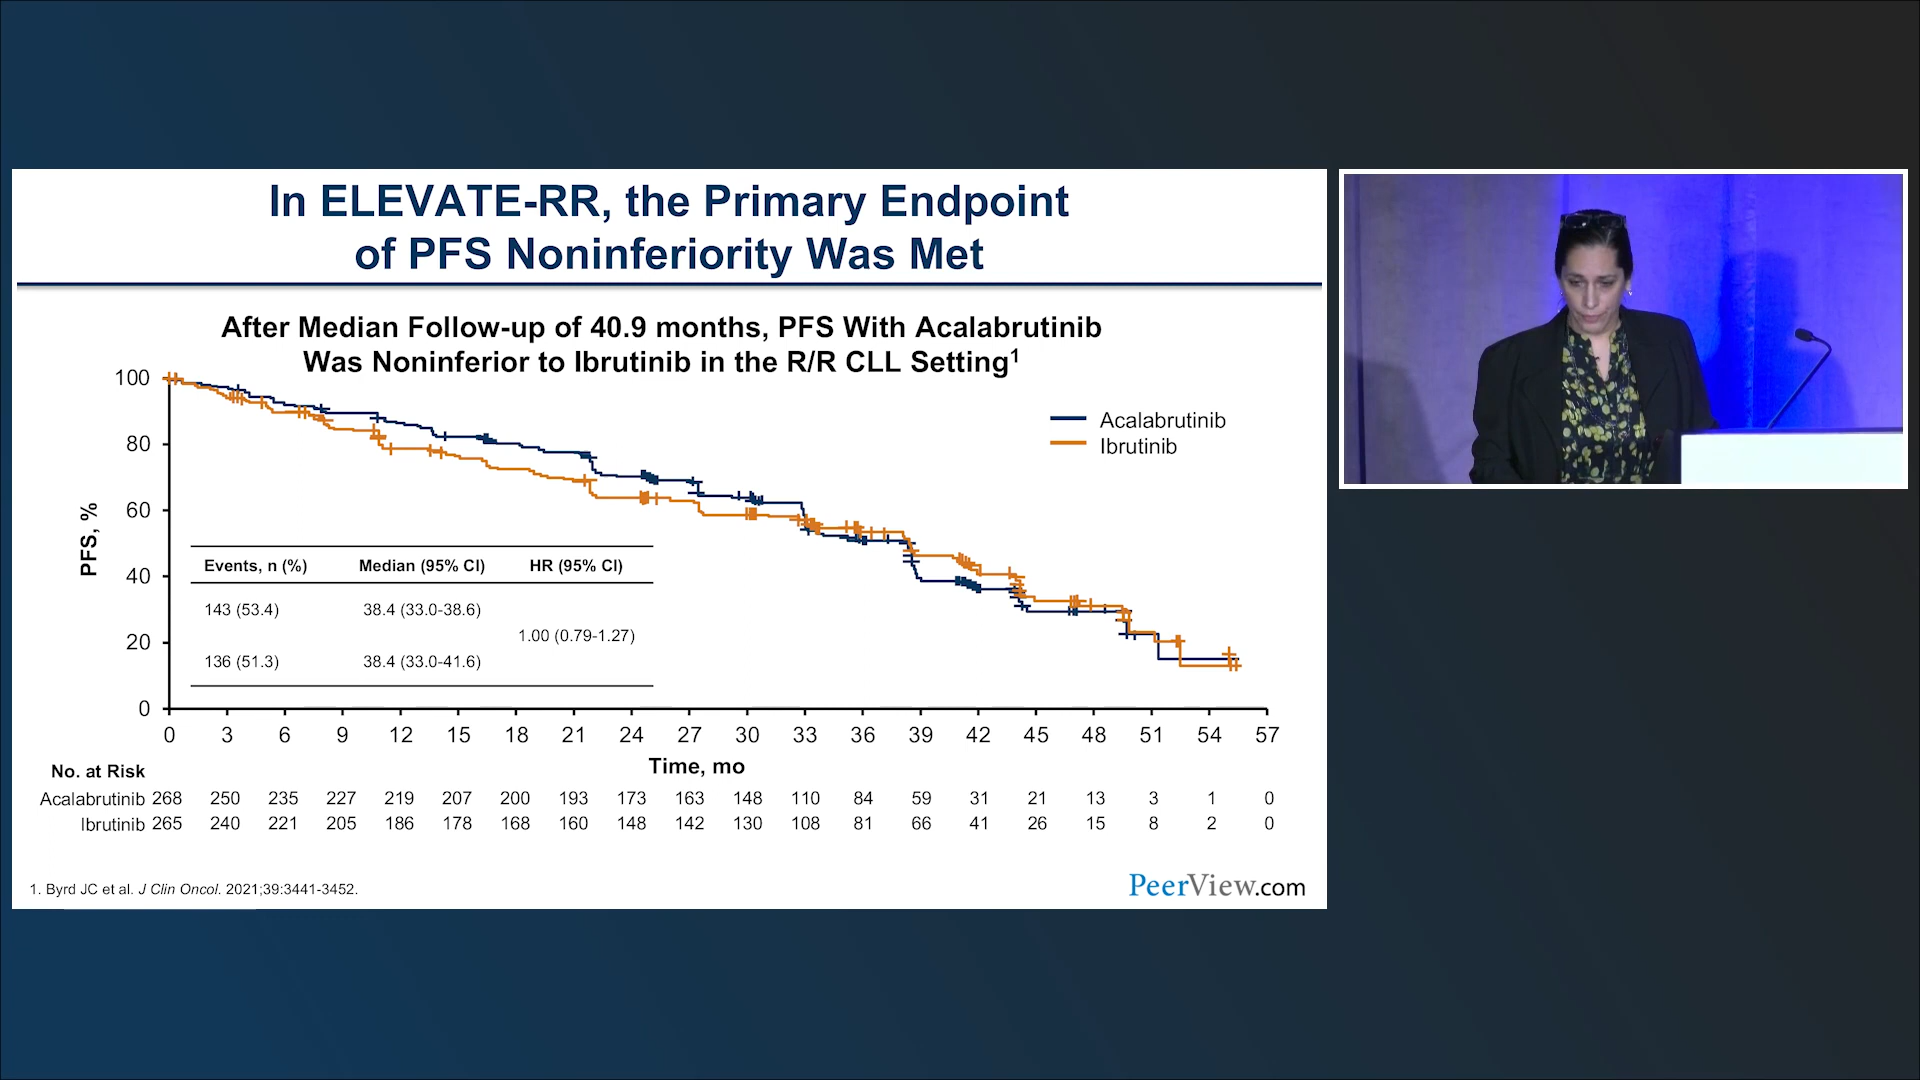 In ELEVATE-RR, the Primary Endpoint
of PFS Noninferiority Was Met
After Median Follow-up of 40.9 months, PFS With Acalabrutinib
Was Noninferior to Ibrutinib in the R/R CLL Setting¹
Acalabrutinib
Ibrutinib
PFS, %
100
80
60
40
20
0
Events, n (%) Median (95% CI) HR (95% CI)
143 (53.4) 38.4 (33.0-38.6)
1.00 (0.79-1.27)
136 (51.3) 38.4 (33.0-41.6)
0 3 6 9 12 15 18 21 24 27 30 33 36 39 42 45 48 51 54 57
Time, mo
No. at Risk
Acalabrutinib 268 250 235 227 219 207 200 193 173 163 148 110 84 59 31 21 13 3 1 0
Ibrutinib 265 240 221 205 186 178 168 160 148 142 130 108 81 66 41 26 15 8 2 0
1. Byrd JC et al. J Clin Oncol. 2021;39:3441-3452.
PeerView.com